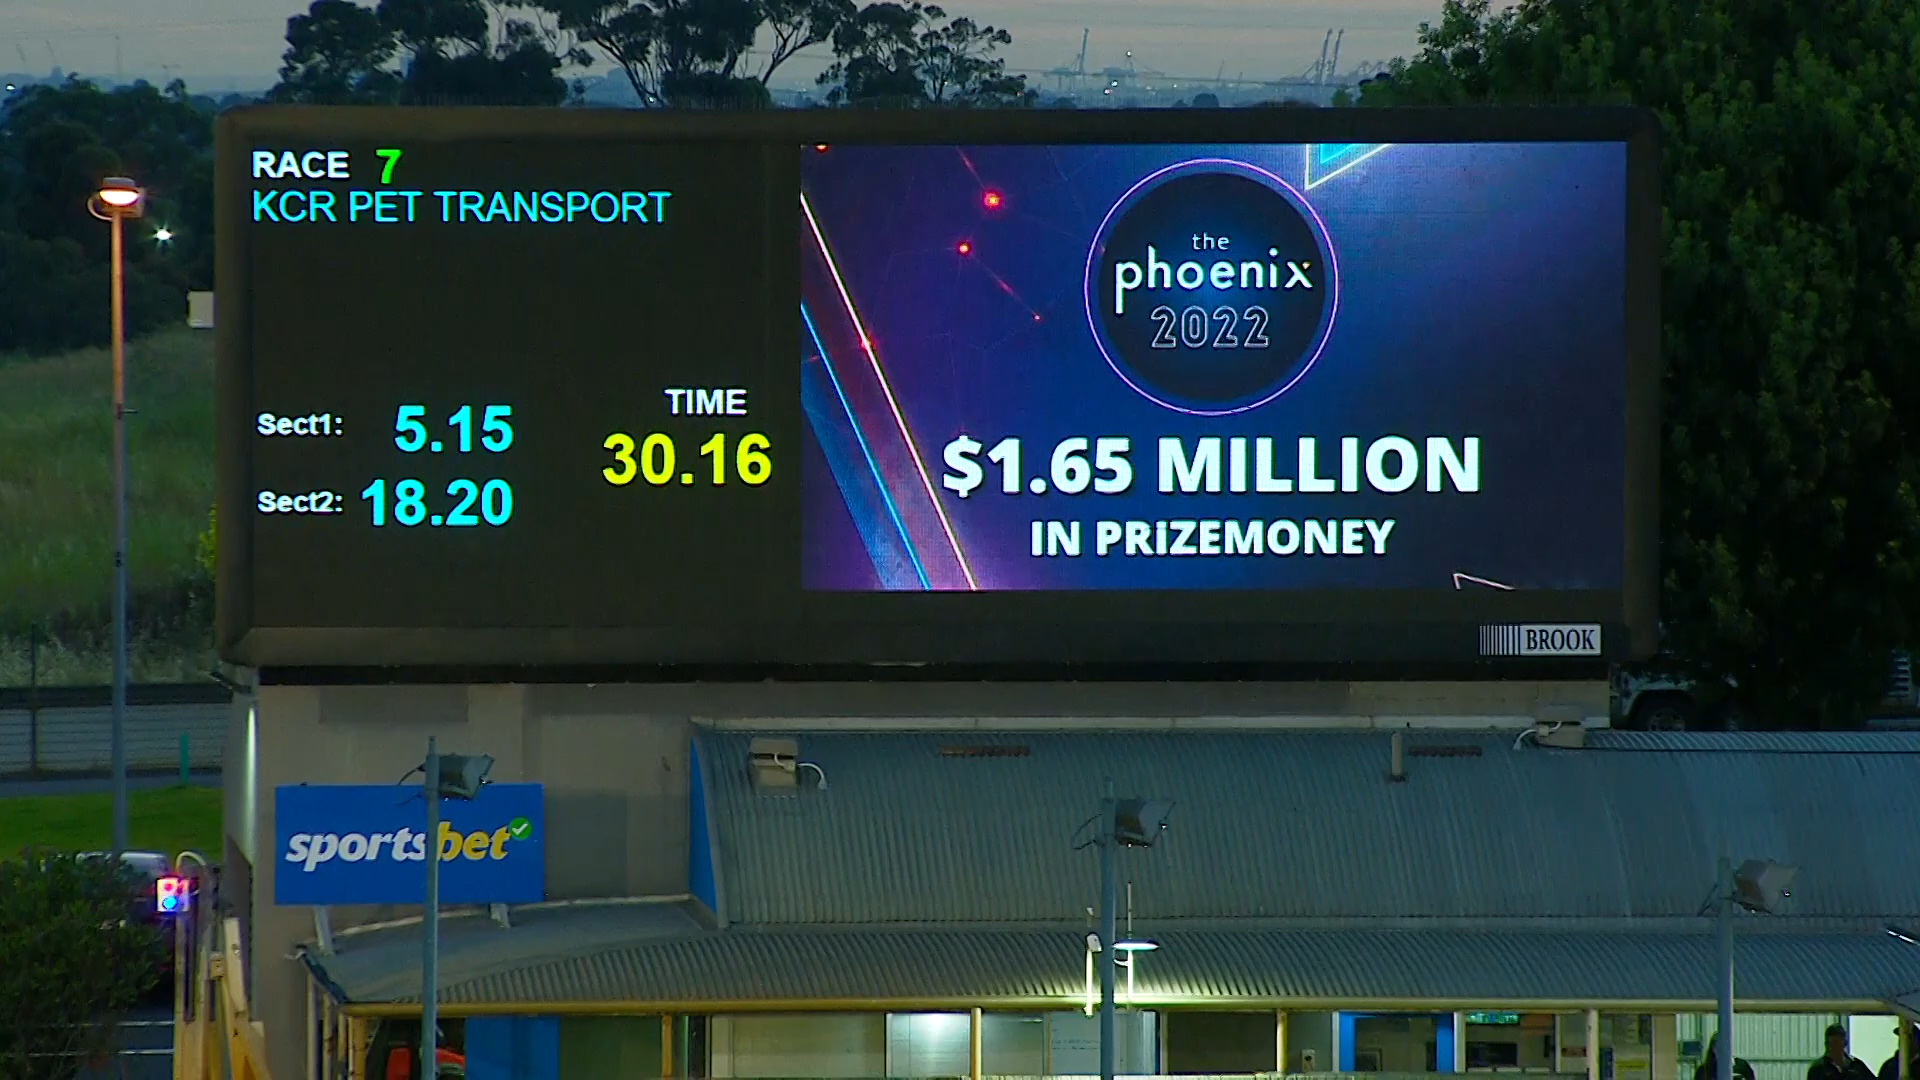 RACE 7
KCR PET TRANSPORT
Sect1: 5.15
Sect2: 18.20
TIME
30.16
the
phoenix
2022
$1.65 MILLION
IN PRiZEMONEY
BROOK
sportsbet